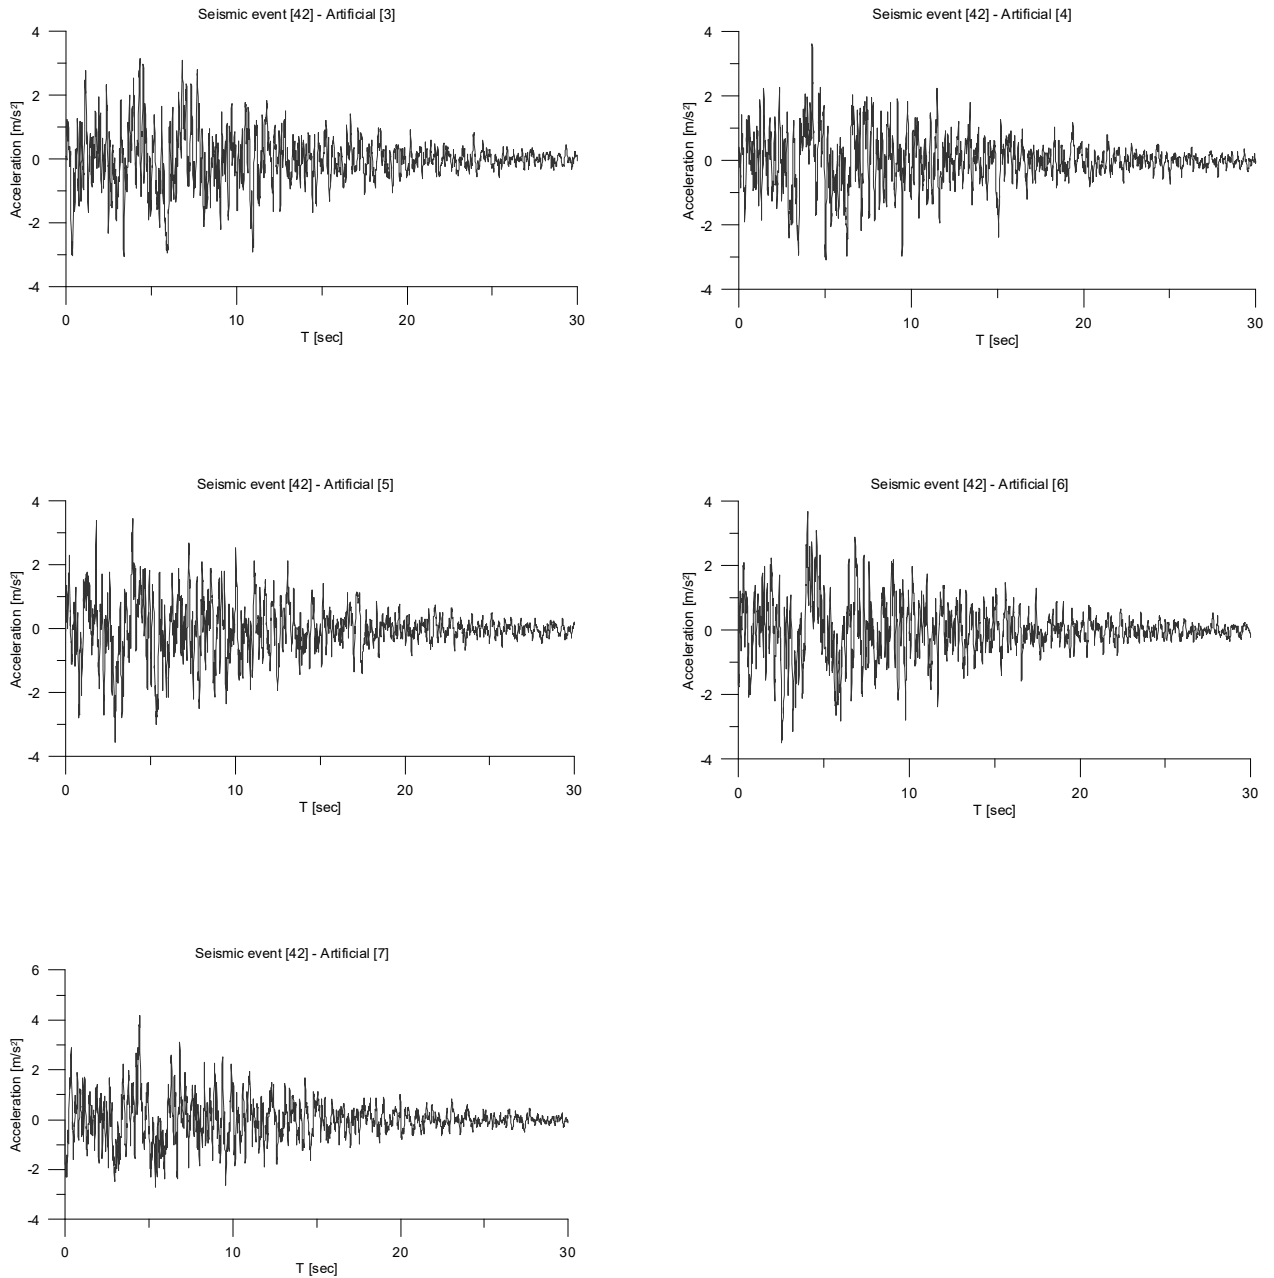 Seismic event [42] - Artificial [3]
4
2
0
-2
-4
Acceleration [m/s²]
0 10 20 30
T [sec]
Seismic event [42] - Artificial [4]
4
2
0
-2
-4
Acceleration [m/s²]
0 10 20 30
T [sec]
Seismic event [42] - Artificial [5]
4
2
0
-2
-4
Acceleration [m/s²]
0 10 20 30
T [sec]
Seismic event [42] - Artificial [6]
4
2
0
-2
-4
Acceleration [m/s²]
0 10 20 30
T [sec]
Seismic event [42] - Artificial [7]
6
4
2
0
-2
-4
Acceleration [m/s²]
0 10 20 30
T [sec]